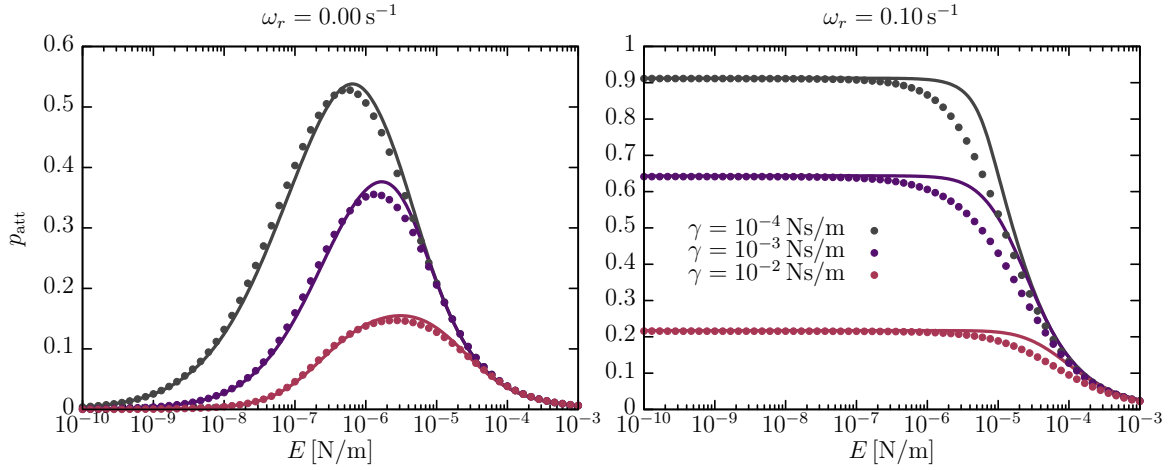 ω_r = 0.00 s⁻¹
0.6
0.5
0.4
0.3
0.2
0.1
0
p_att
10⁻¹⁰ 10⁻⁹ 10⁻⁸ 10⁻⁷ 10⁻⁶ 10⁻⁵ 10⁻⁴ 10⁻³
E [N/m]
ω_r = 0.10 s⁻¹
1
0.9
0.8
0.7
0.6
0.5
0.4
0.3
0.2
0.1
0
γ = 10⁻⁴ Ns/m
γ = 10⁻³ Ns/m
γ = 10⁻² Ns/m
10⁻¹⁰ 10⁻⁹ 10⁻⁸ 10⁻⁷ 10⁻⁶ 10⁻⁵ 10⁻⁴ 10⁻³
E [N/m]